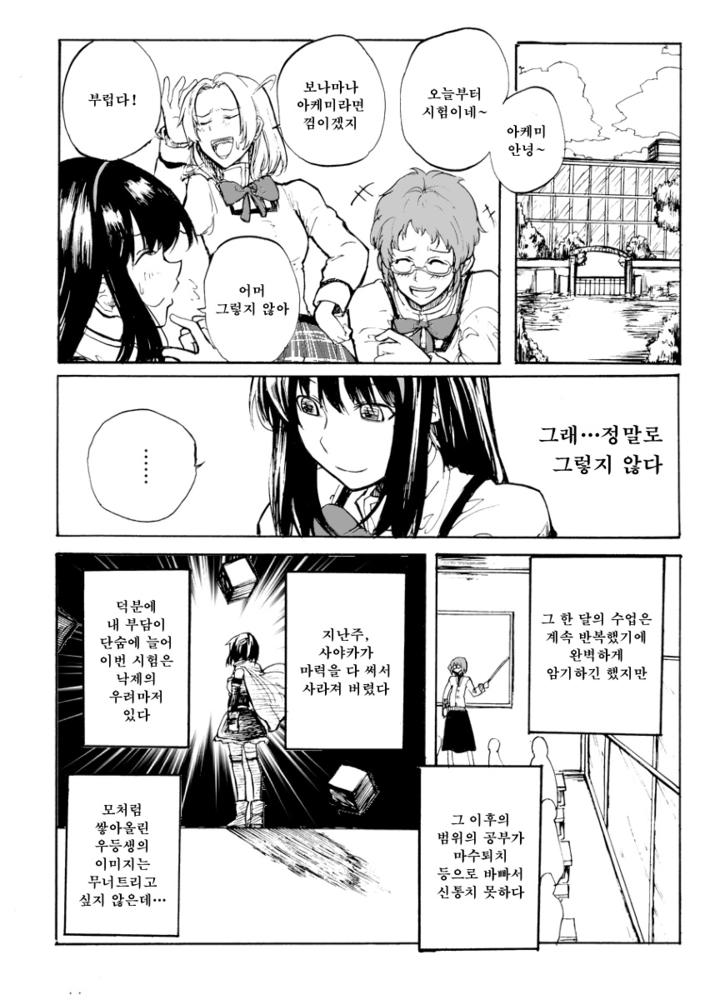 아케미
안녕~
오늘부터
시험이네~
보나마나
아케미라면
껌이겠지
부럽다!
어머
그렇지 않아
그래…정말로
그렇지 않다
……
그 한 달의 수업은
계속 반복했기에
완벽하게
암기하긴 했지만
그 이후의
범위의 공부가
마수퇴치
등으로 바빠서
신통치 못하다
지난주,
사야카가
마력을 다 써서
사라져 버렸다
덕분에
내 부담이
단숨에 늘어
이번 시험은
낙제의
우려마저
있다
모처럼
쌓아올린
우등생의
이미지는
무너트리고
싶지 않은데…